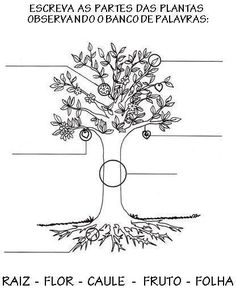 ESCREVA AS PARTES DAS PLANTAS
OBSERVANDO O BANCO DE PALAVRAS:
RAIZ - FLOR - CAULE - FRUTO - FOLHA